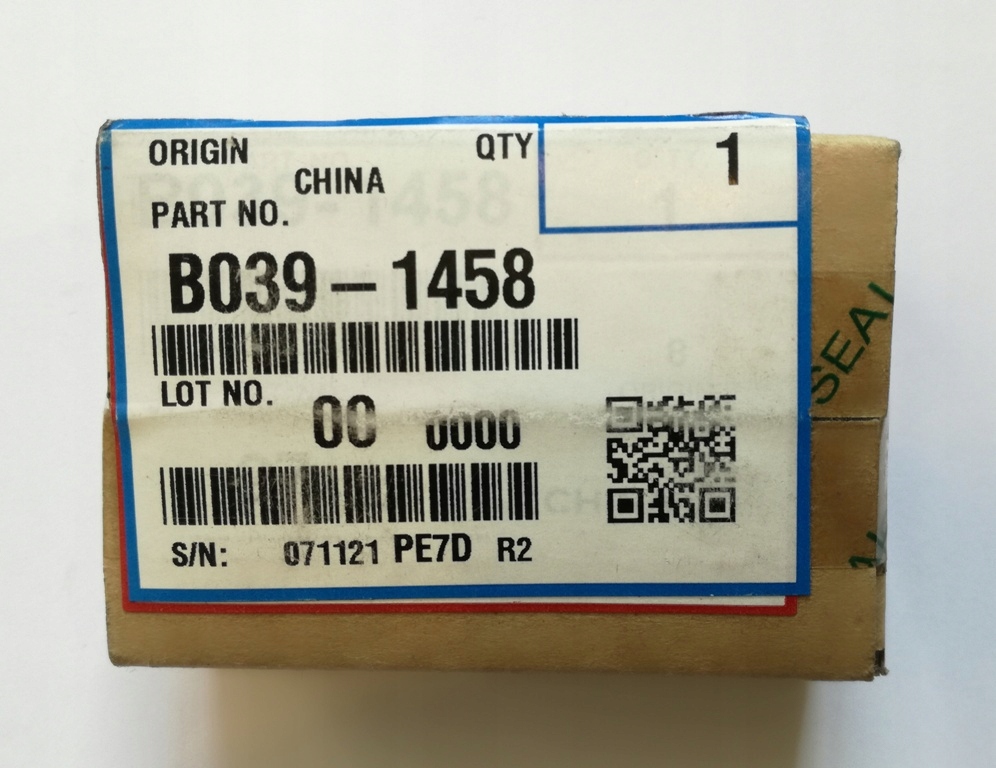 ORIGIN QTY 1
CHINA
PART NO.
B039-1458
LOT NO.
00 0000
S/N: 071121 PE7D R2
SEAL